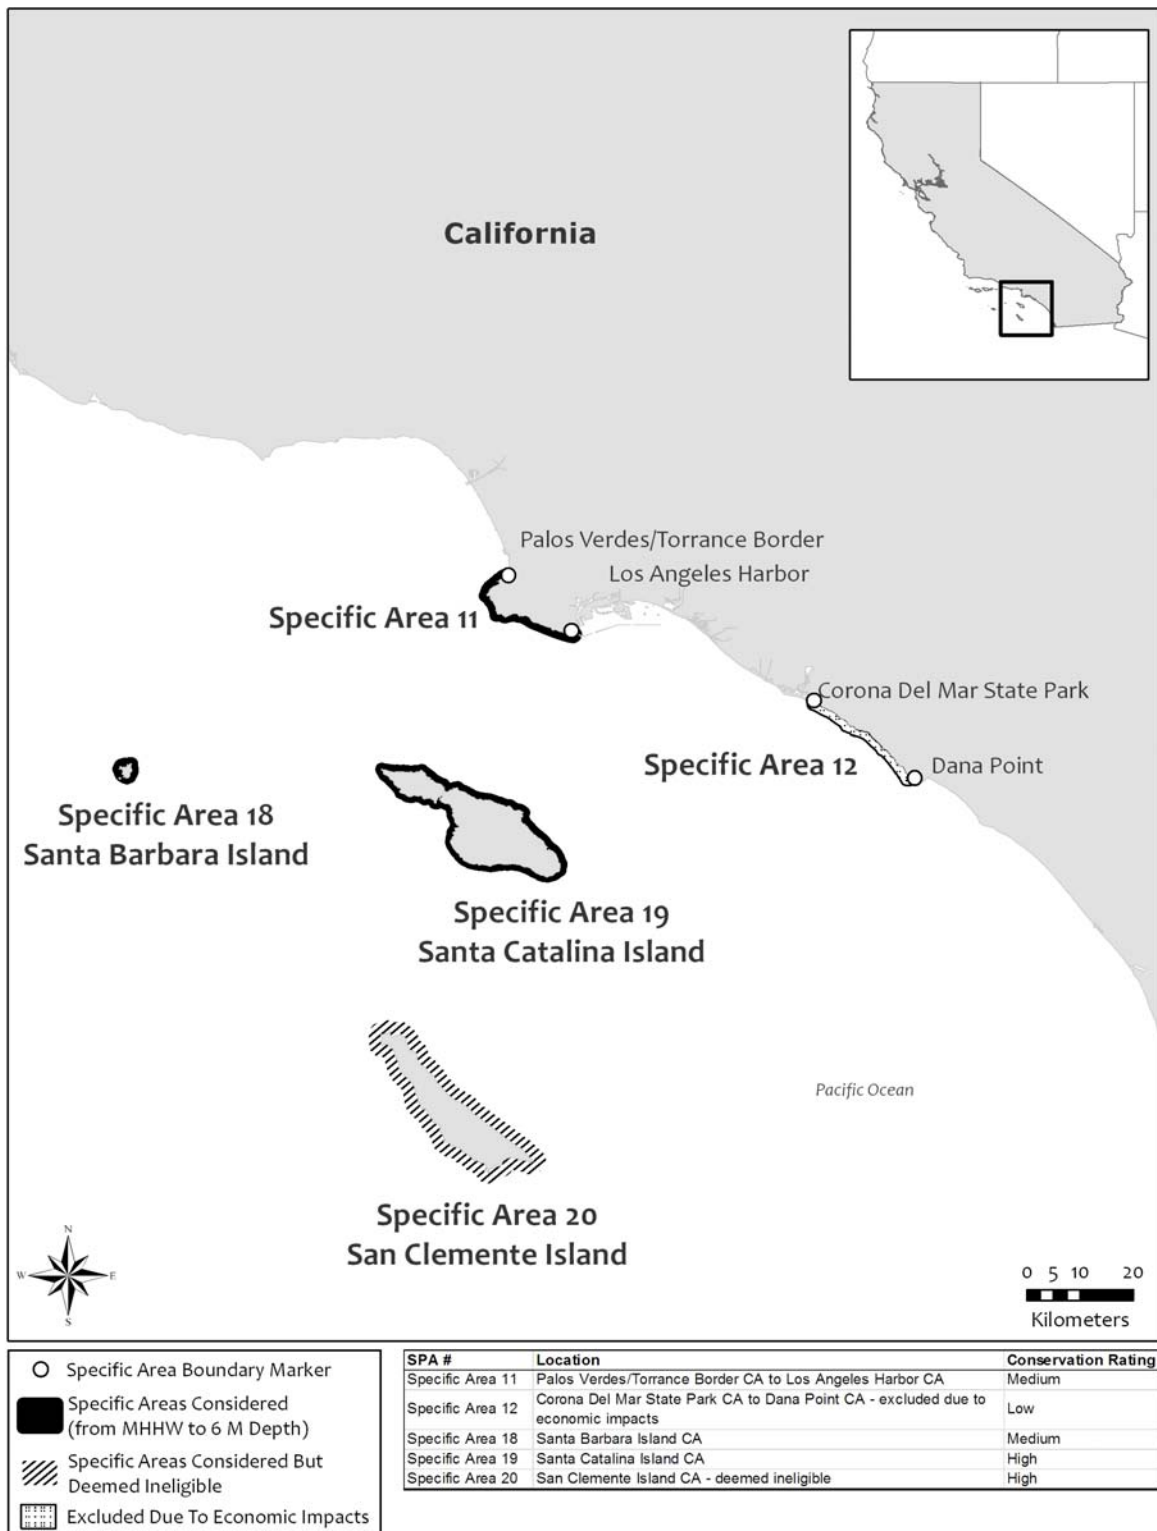 California
Palos Verdes/Torrance Border
Los Angeles Harbor
Specific Area 11
Corona Del Mar State Park
Specific Area 12
Dana Point
Specific Area 18
Santa Barbara Island
Specific Area 19
Santa Catalina Island
Pacific Ocean
Specific Area 20
San Clemente Island
N
W E
S
0 5 10 20
Kilometers
Specific Area Boundary Marker
Specific Areas Considered
(from MHHW to 6 M Depth)
Specific Areas Considered But
Deemed Ineligible
Excluded Due To Economic Impacts
SPA # Location Conservation Rating
Specific Area 11 Palos Verdes/Torrance Border CA to Los Angeles Harbor CA Medium
Specific Area 12 Corona Del Mar State Park CA to Dana Point CA - excluded due to economic impacts Low
Specific Area 18 Santa Barbara Island CA Medium
Specific Area 19 Santa Catalina Island CA High
Specific Area 20 San Clemente Island CA - deemed ineligible High